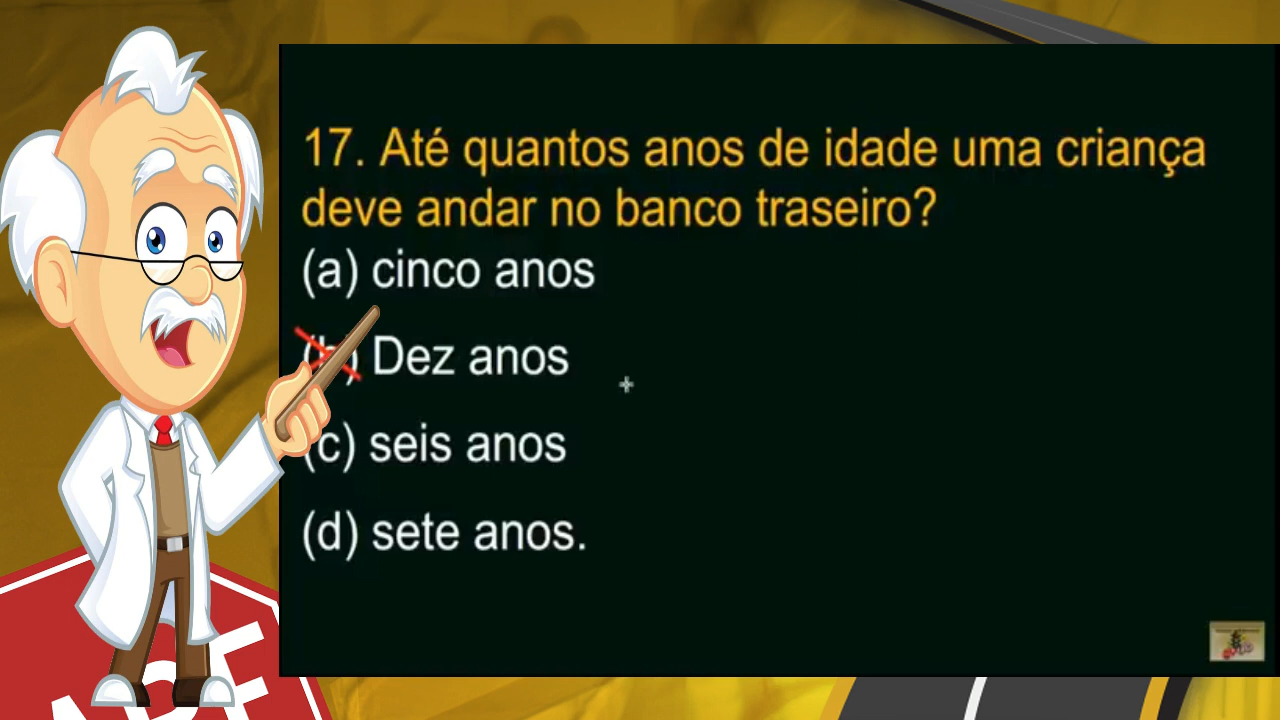 17. Até quantos anos de idade uma criança
deve andar no banco traseiro?
(a) cinco anos
(b) Dez anos
(c) seis anos
(d) sete anos.